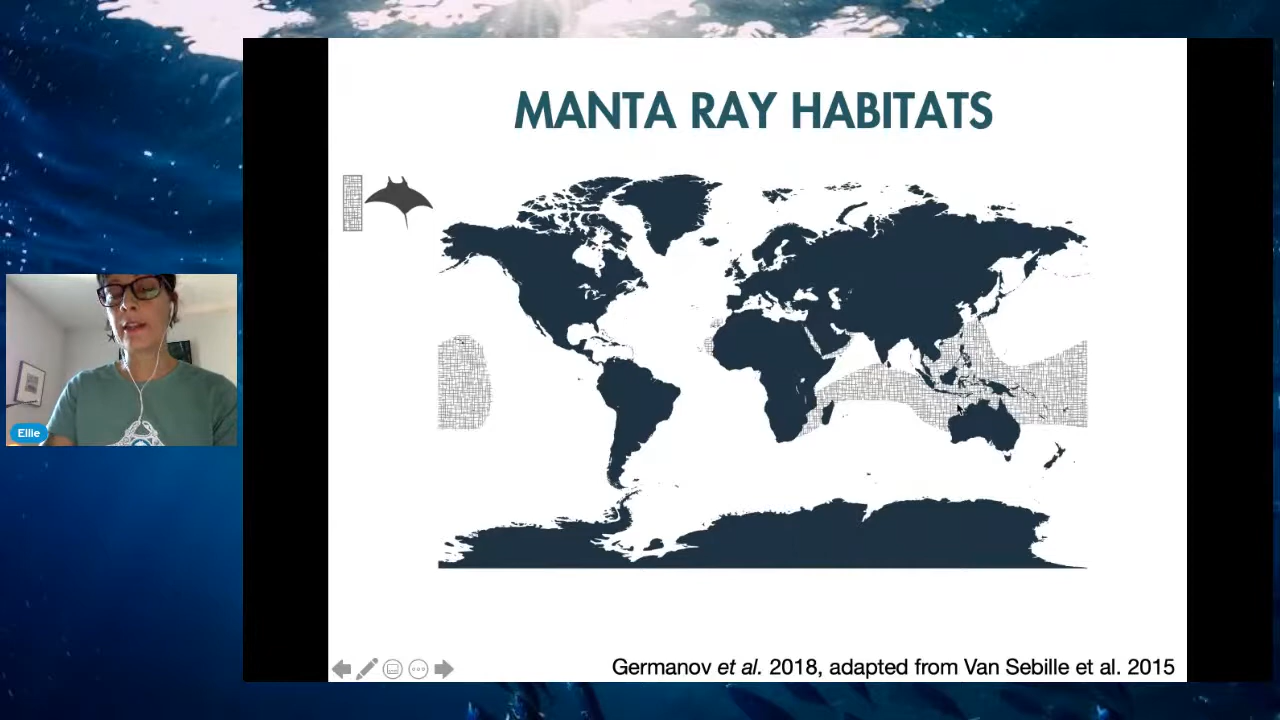 MANTA RAY HABITATS
Ellie
Germanov et al. 2018, adapted from Van Sebille et al. 2015